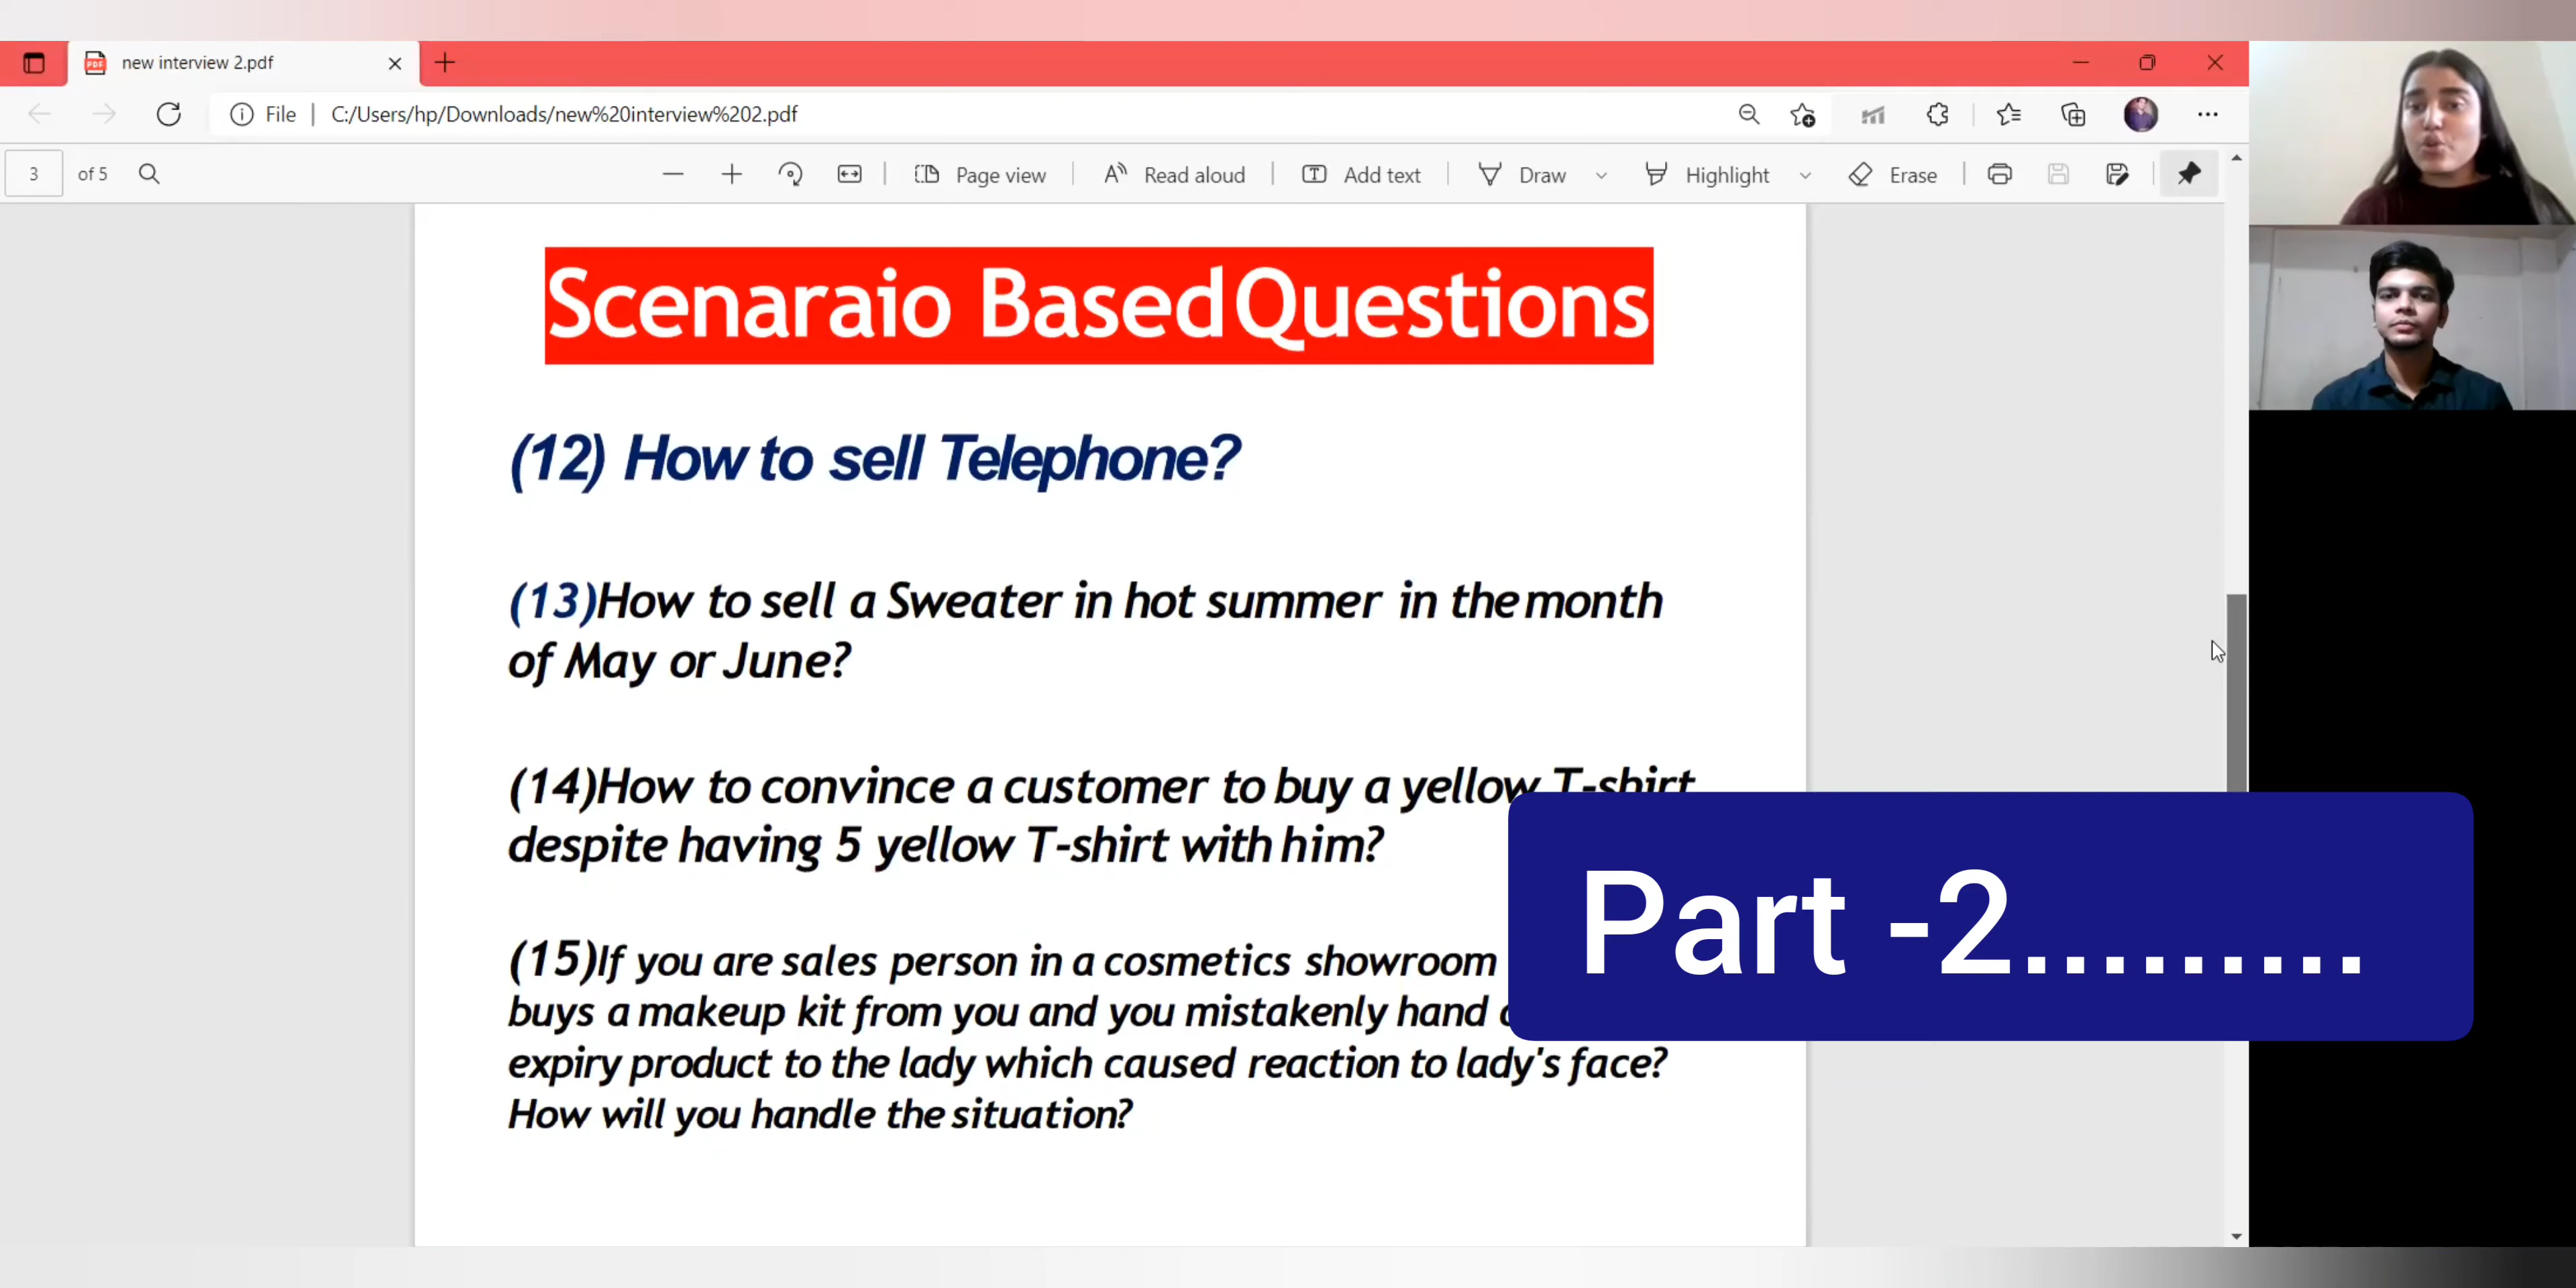 new interview 2.pdf
File | C:/Users/hp/Downloads/new%20interview%202.pdf
3 of 5 Page view Read aloud Add text Draw Highlight Erase
Scenaraio Based Questions
(12) How to sell Telephone?
(13)How to sell a Sweater in hot summer in the month
of May or June?
(14)How to convince a customer to buy a yellow T-shirt
despite having 5 yellow T-shirt with him?
(15)If you are sales person in a cosmetics showroom
buys a makeup kit from you and you mistakenly hand
expiry product to the lady which caused reaction to lady's face?
How will you handle the situation?
Part -2.........